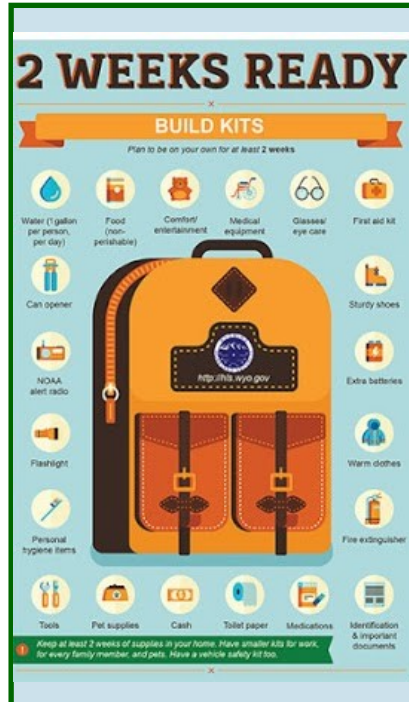 2 WEEKS READY
BUILD KITS
Plan to be on your own for at least 2 weeks
Water (1 gallon
per person,
per day)
Food
(non-
perishable)
Comfort/
entertainment
Medical
equipment
Glasses/
eye care
First aid kit
Can opener
Sturdy shoes
http://hls.wyo.gov
NOAA
alert radio
Extra batteries
Flashlight
Warm clothes
Personal
hygiene items
Fire extinguisher
Tools
Pet supplies
Cash
Toilet paper
Medications
Identification
& important
documents
Keep at least 2 weeks of supplies in your home. Have smaller kits for work,
for every family member, and pets. Have a vehicle safety kit too.